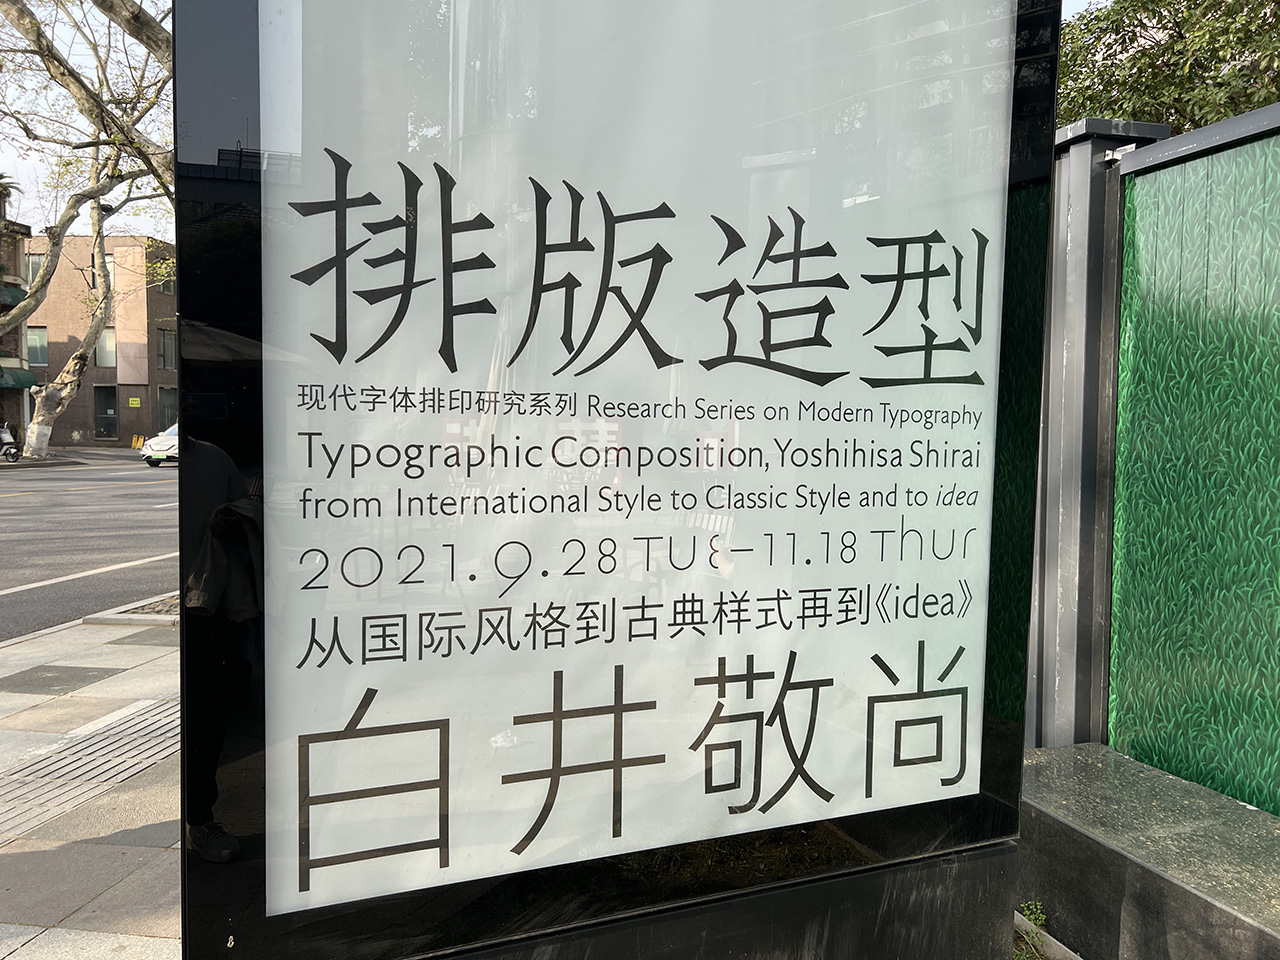 排版造型
现代字体排印研究系列 Research Series on Modern Typography
Typographic Composition, Yoshihisa Shirai
from International Style to Classic Style and to idea
2021.9.28 TUE–11.18 Thur
从国际风格到古典样式再到《idea》
白井敬尚